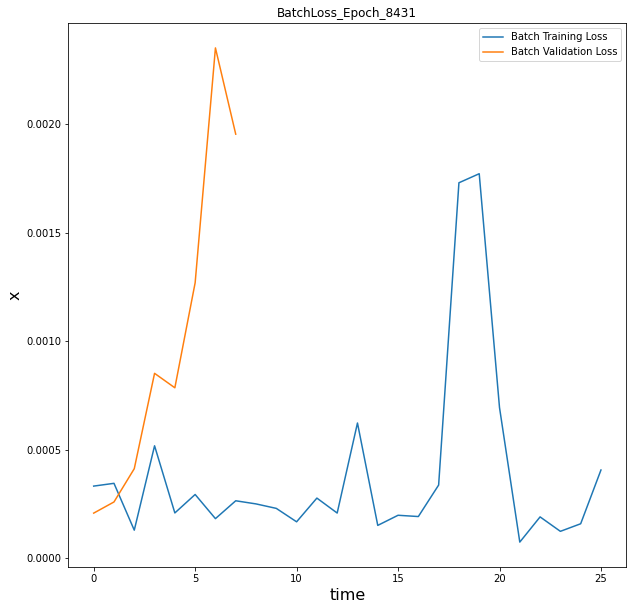 BatchLoss_Epoch_8431
Batch Training Loss
Batch Validation Loss
0.0020
0.0015
0.0010
0.0005
0.0000
x
0 5 10 15 20 25
time